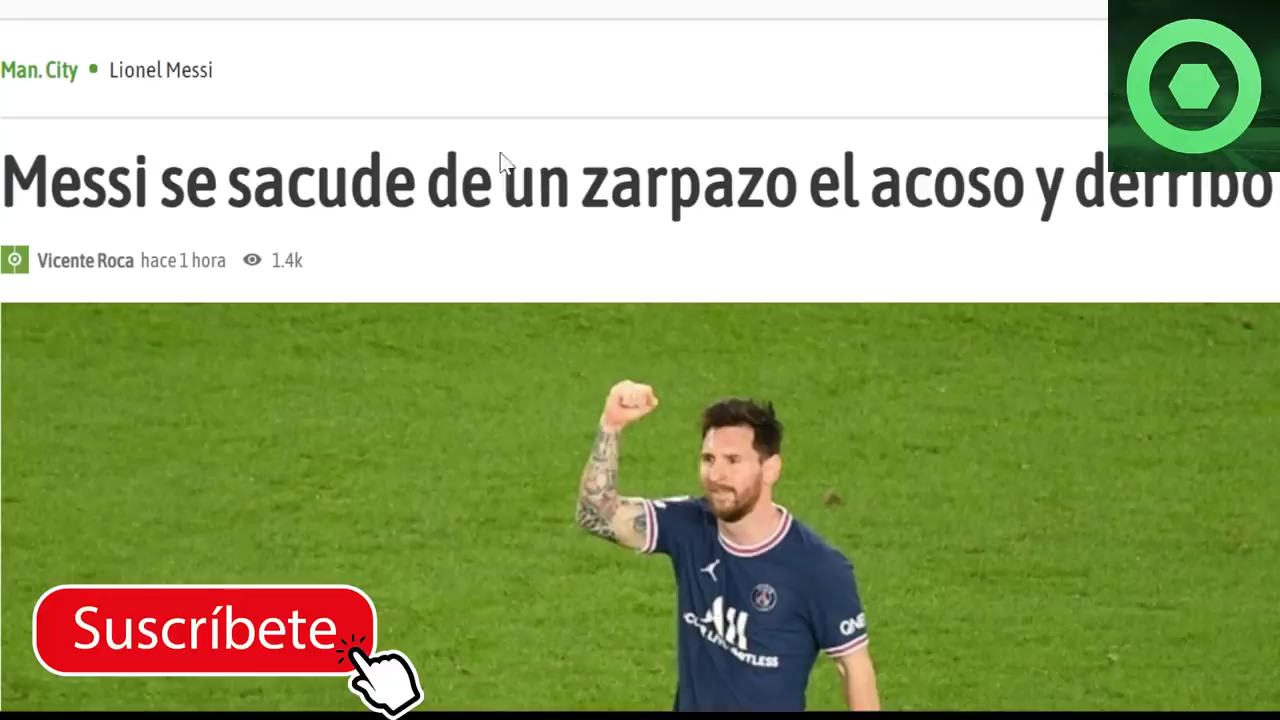 Man. City • Lionel Messi
Messi se sacude de un zarpazo el acoso y derribo
Vicente Roca hace 1 hora 1.4k
QNB
Suscríbete